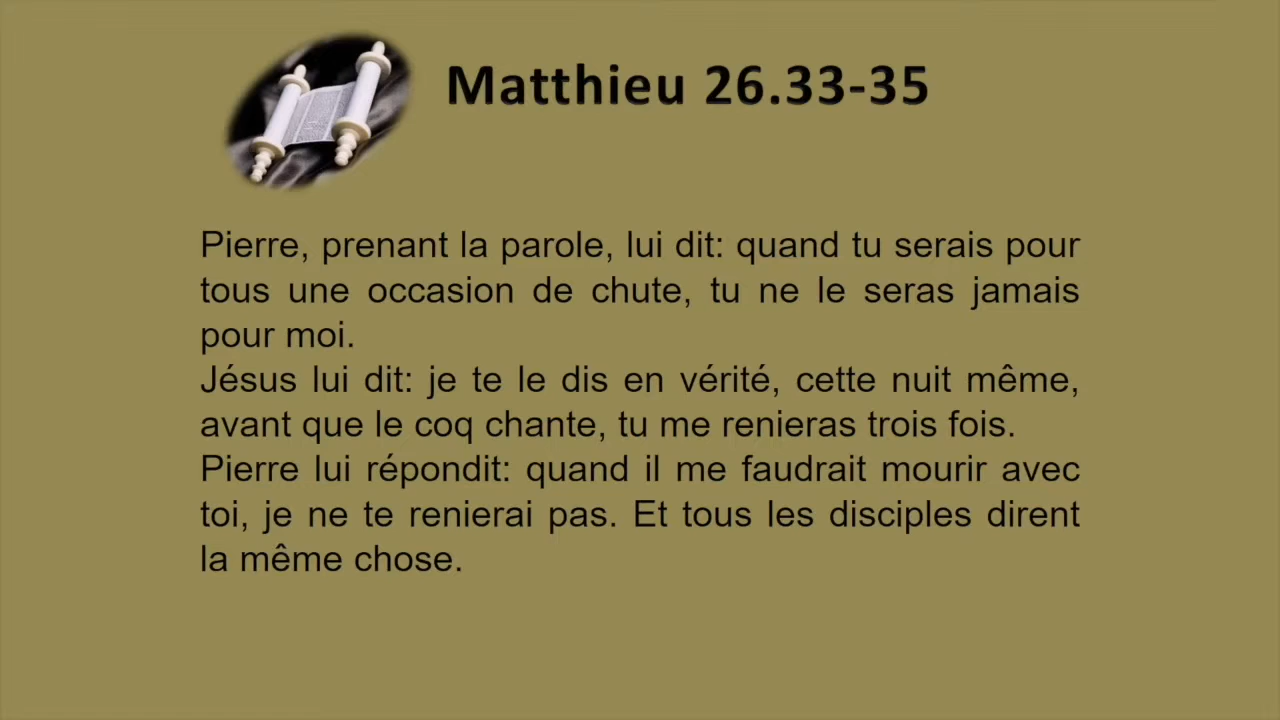 Matthieu 26.33-35
Pierre, prenant la parole, lui dit: quand tu serais pour
tous une occasion de chute, tu ne le seras jamais
pour moi.
Jésus lui dit: je te le dis en vérité, cette nuit même,
avant que le coq chante, tu me renieras trois fois.
Pierre lui répondit: quand il me faudrait mourir avec
toi, je ne te renierai pas. Et tous les disciples dirent
la même chose.